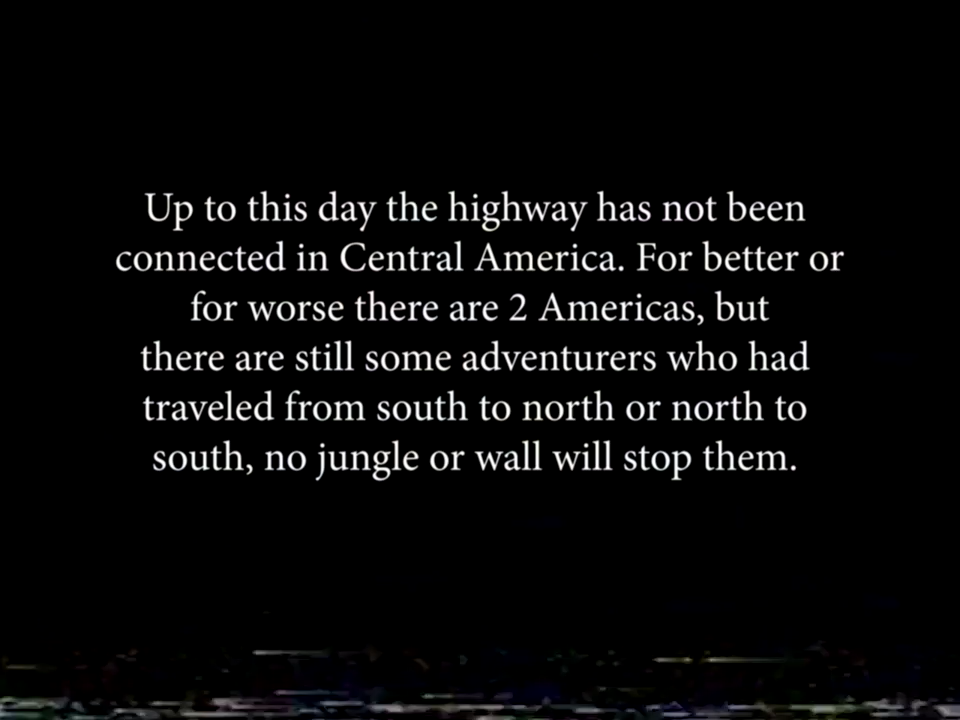 Up to this day the highway has not been
connected in Central America. For better or
for worse there are 2 Americas, but
there are still some adventurers who had
traveled from south to north or north to
south, no jungle or wall will stop them.